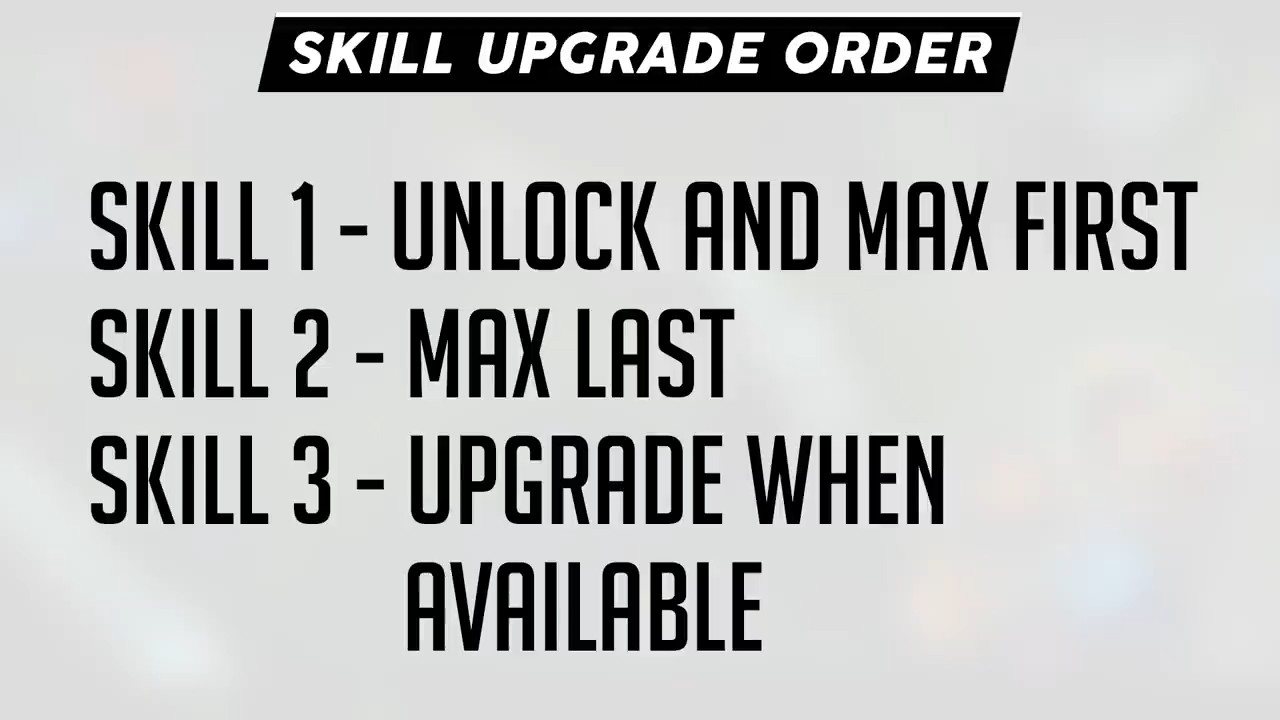 SKILL UPGRADE ORDER
SKILL 1 - UNLOCK AND MAX FIRST
SKILL 2 - MAX LAST
SKILL 3 - UPGRADE WHEN
AVAILABLE